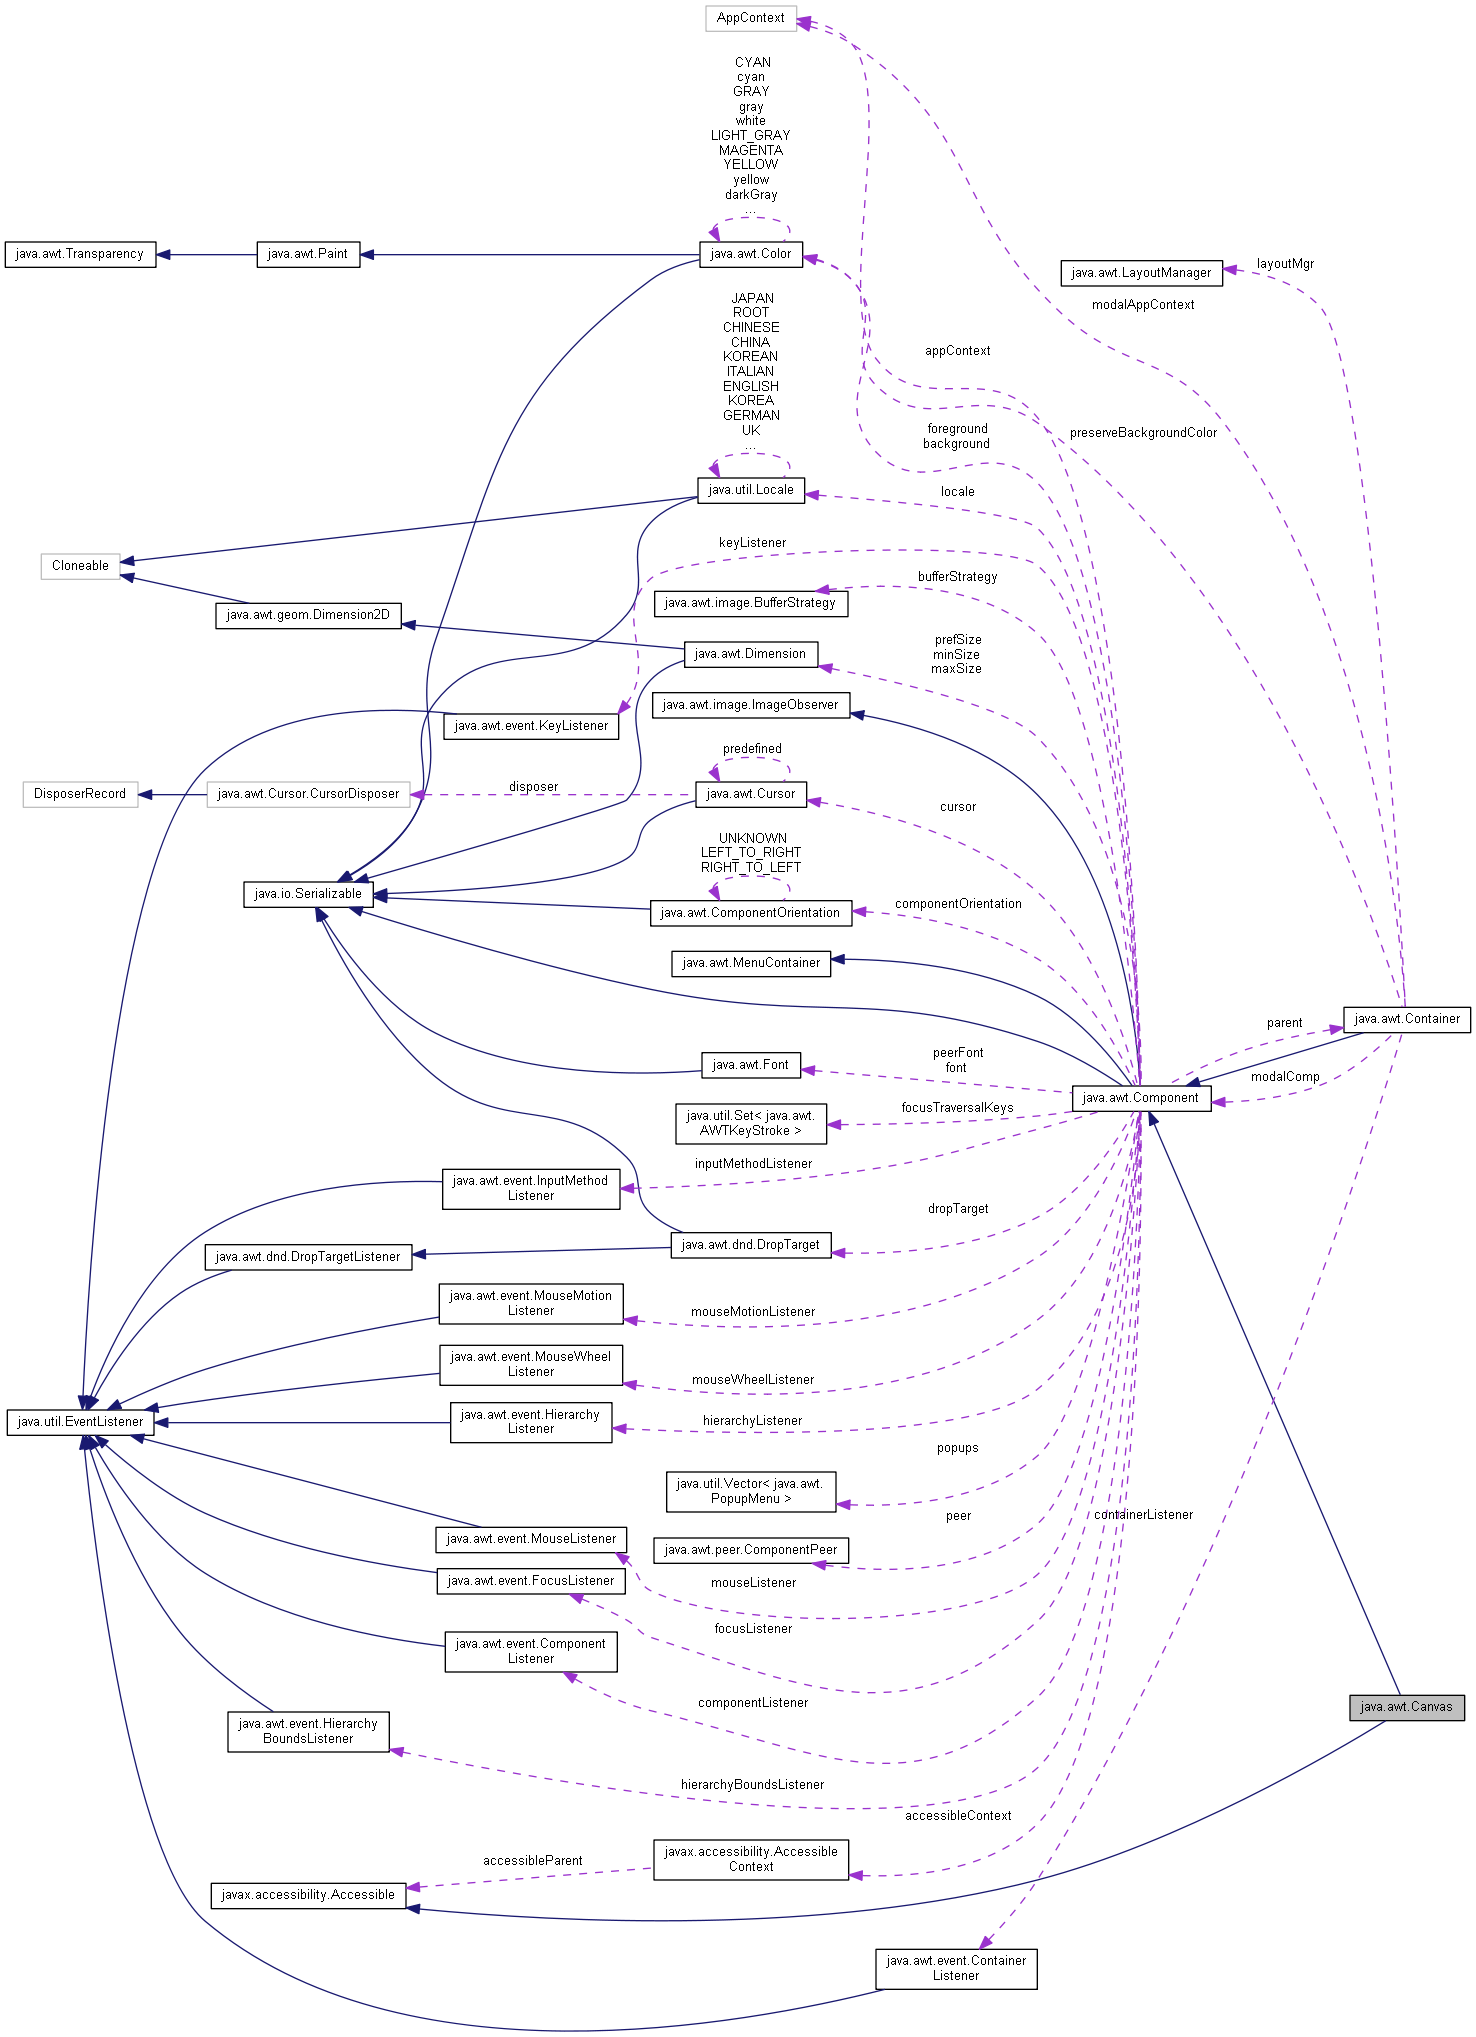 AppContext
CYAN
cyan
GRAY
gray
white
LIGHT_GRAY
MAGENTA
YELLOW
yellow
darkGray
...
java.awt.Transparency
java.awt.Paint
java.awt.Color
java.awt.LayoutManager
layoutMgr
modalAppContext
JAPAN
ROOT
CHINESE
CHINA
KOREAN
ITALIAN
ENGLISH
KOREA
GERMAN
UK
...
appContext
foreground
background
preserveBackgroundColor
java.util.Locale
locale
keyListener
Cloneable
bufferStrategy
java.awt.geom.Dimension2D
java.awt.image.BufferStrategy
prefSize
minSize
maxSize
java.awt.Dimension
java.awt.image.ImageObserver
java.awt.event.KeyListener
predefined
DisposerRecord
java.awt.Cursor.CursorDisposer
disposer
java.awt.Cursor
cursor
UNKNOWN
LEFT_TO_RIGHT
RIGHT_TO_LEFT
java.io.Serializable
java.awt.ComponentOrientation
componentOrientation
java.awt.MenuContainer
java.awt.Container
parent
peerFont
font
java.awt.Font
modalComp
java.awt.Component
focusTraversalKeys
java.util.Set< java.awt.
AWTKeyStroke >
inputMethodListener
java.awt.event.InputMethod
Listener
dropTarget
java.awt.dnd.DropTargetListener
java.awt.dnd.DropTarget
java.awt.event.MouseMotion
Listener
mouseMotionListener
java.awt.event.MouseWheel
Listener
mouseWheelListener
java.util.EventListener
java.awt.event.Hierarchy
Listener
hierarchyListener
popups
java.util.Vector< java.awt.
PopupMenu >
peer
containerListener
java.awt.event.MouseListener
java.awt.peer.ComponentPeer
java.awt.event.FocusListener
mouseListener
focusListener
java.awt.event.Component
Listener
componentListener
java.awt.Canvas
java.awt.event.Hierarchy
BoundsListener
hierarchyBoundsListener
accessibleContext
accessibleParent
javax.accessibility.Accessible
Context
javax.accessibility.Accessible
java.awt.event.Container
Listener